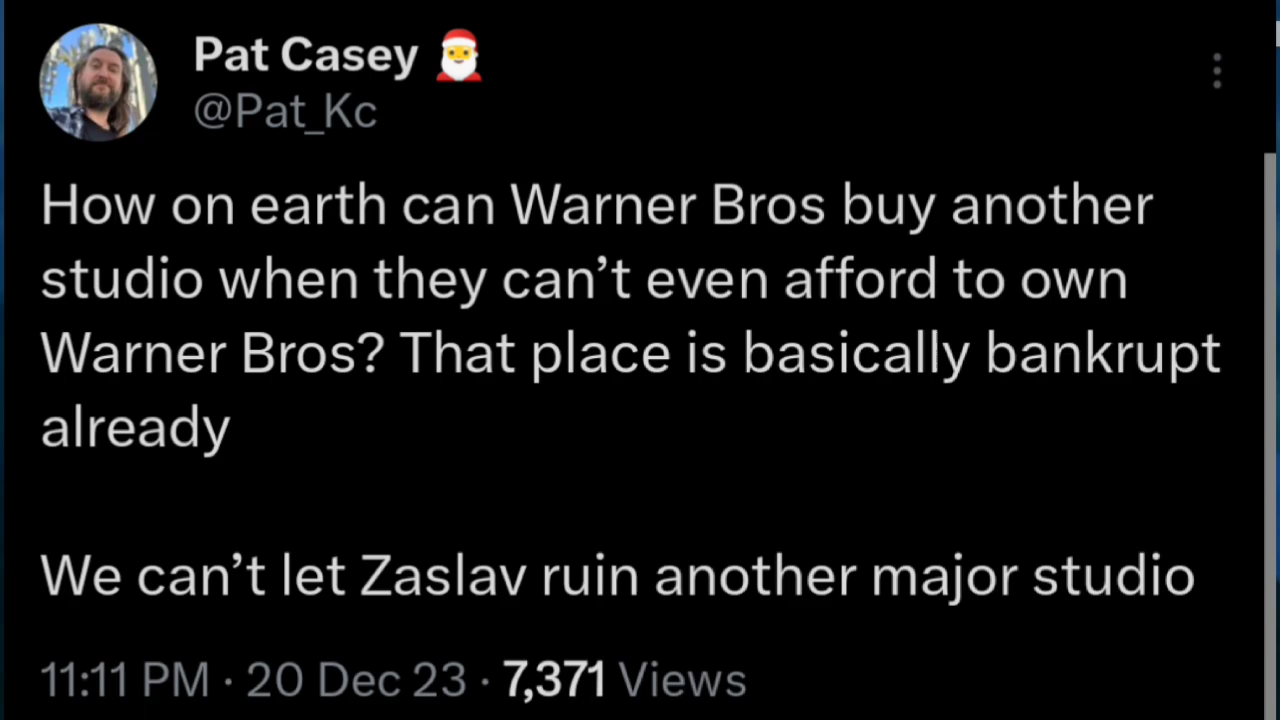 Pat Casey 🎅
@Pat_Kc
How on earth can Warner Bros buy another
studio when they can’t even afford to own
Warner Bros? That place is basically bankrupt
already
We can’t let Zaslav ruin another major studio
11:11 PM · 20 Dec 23 · 7,371 Views